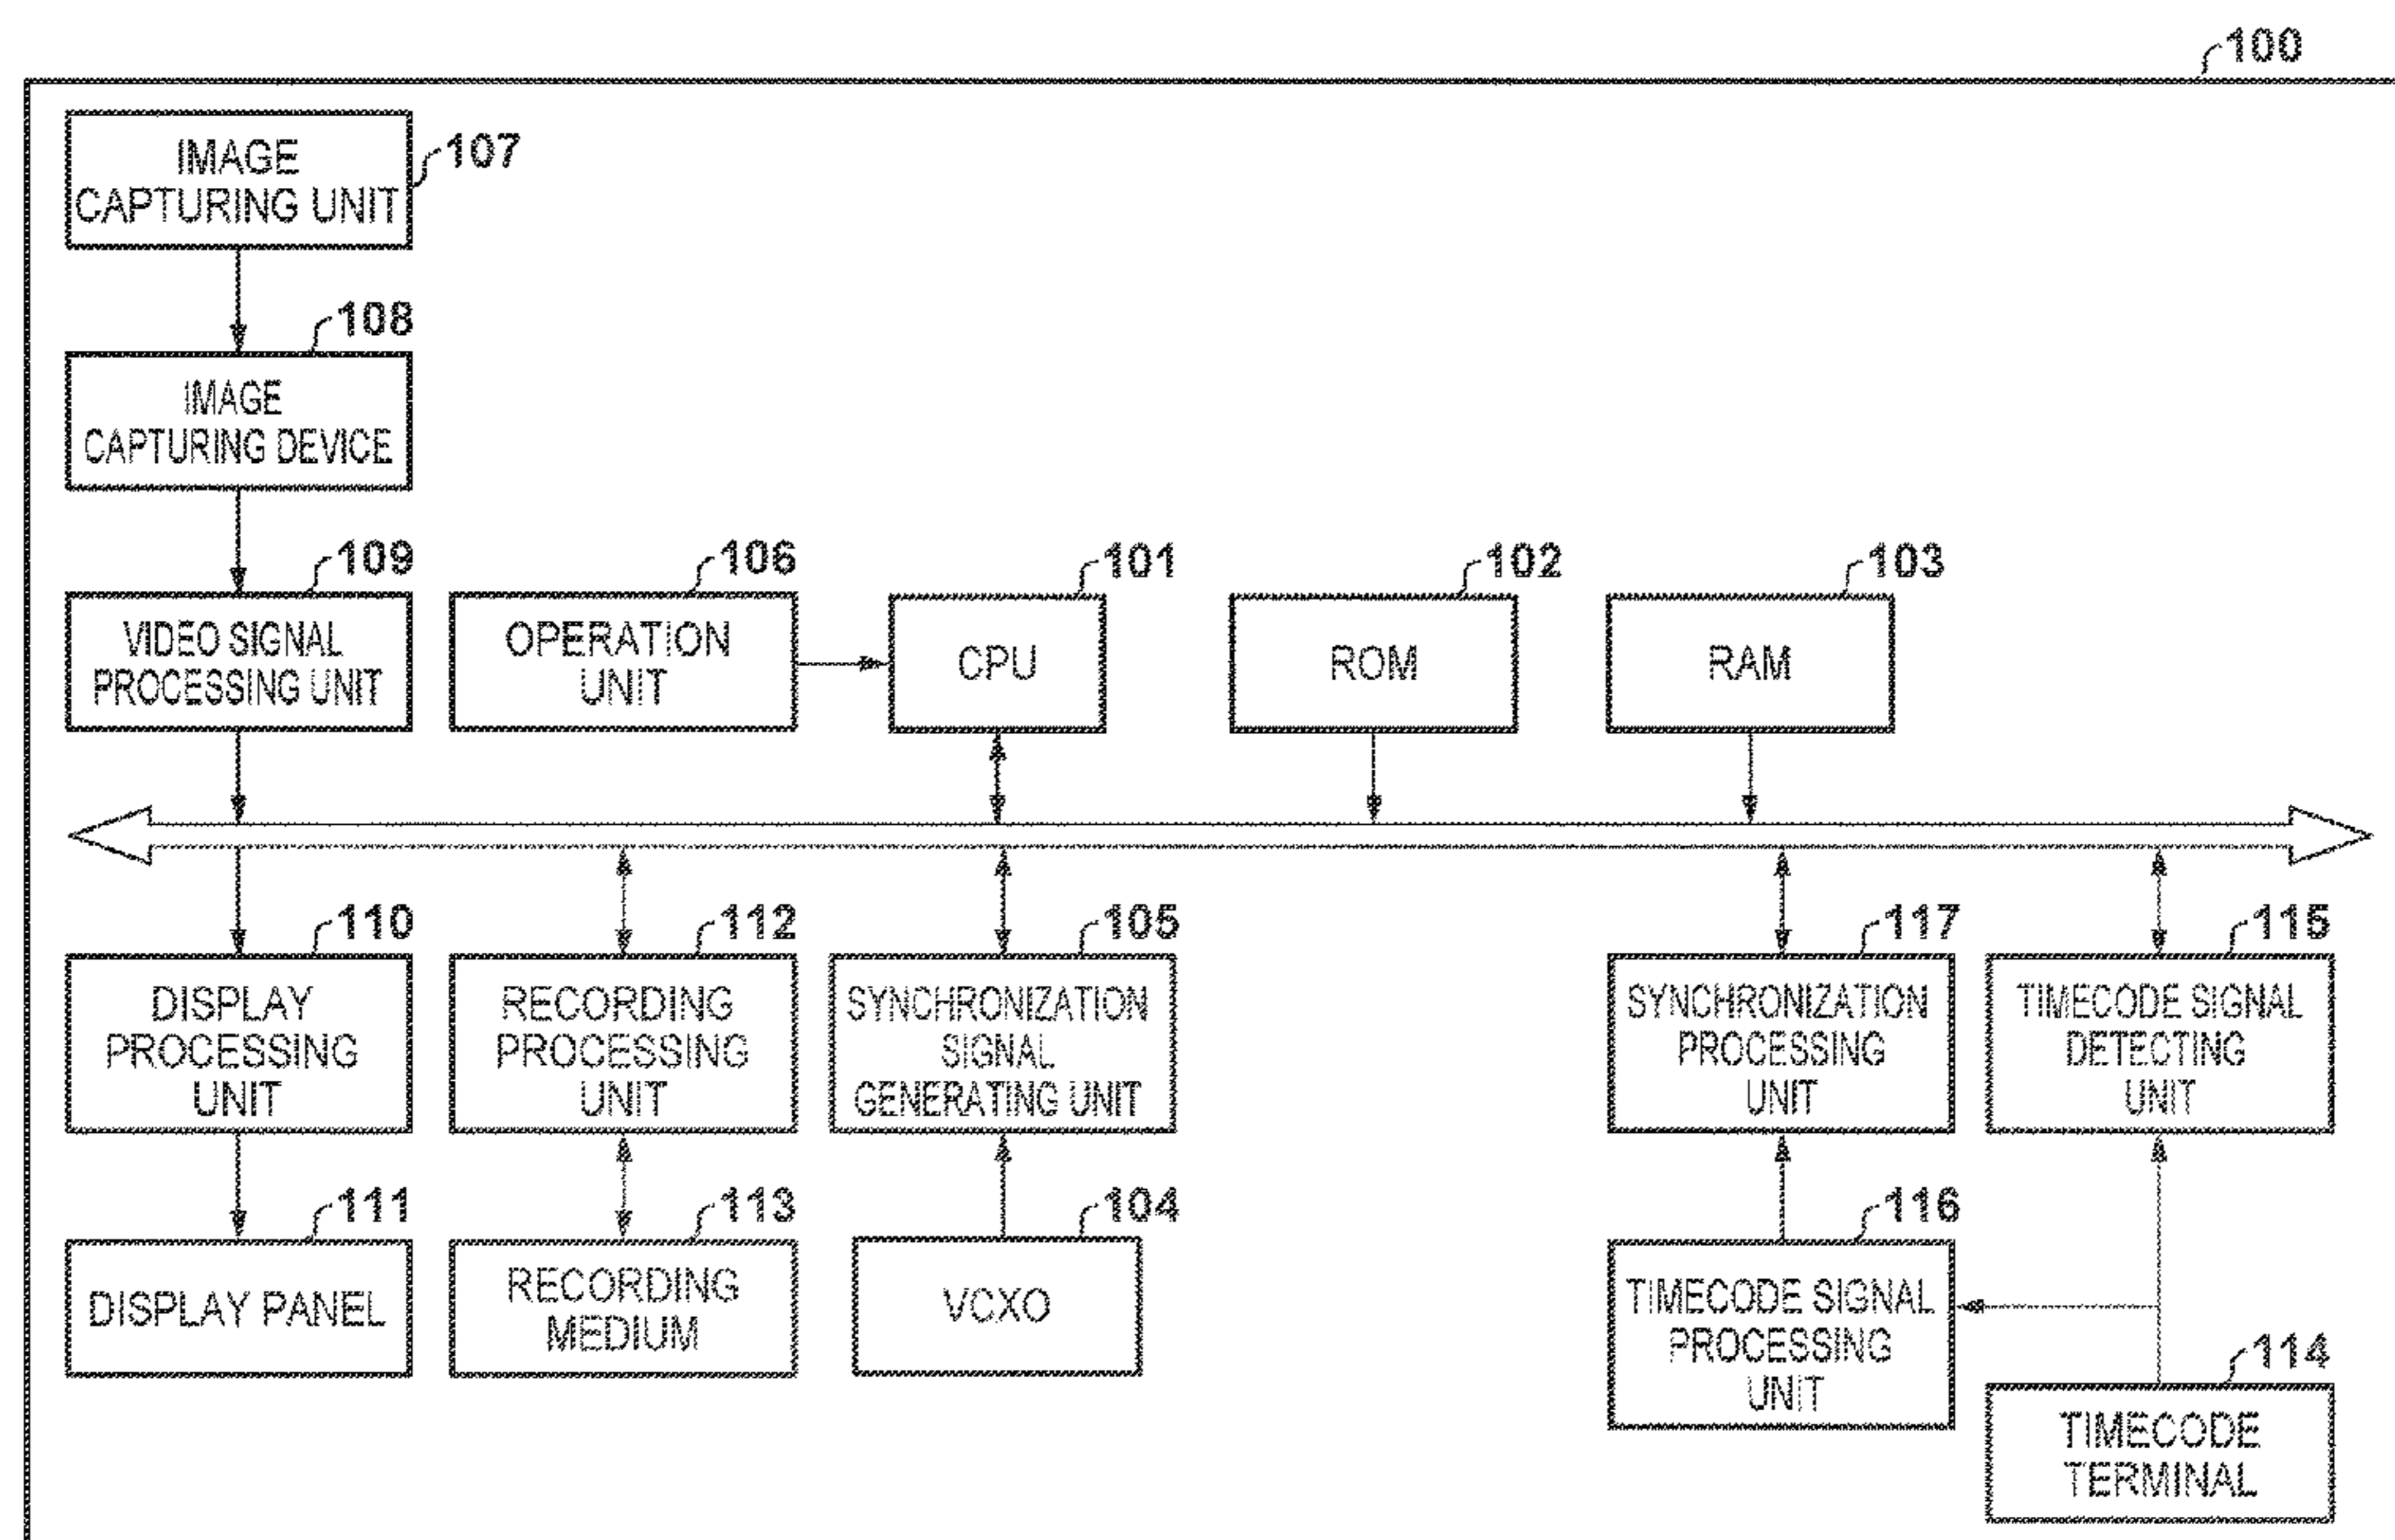 100
IMAGE
CAPTURING UNIT
107
108
IMAGE
CAPTURING DEVICE
109
VIDEO SIGNAL
PROCESSING UNIT
106
OPERATION
UNIT
101
CPU
102
ROM
103
RAM
110
DISPLAY
PROCESSING
UNIT
112
RECORDING
PROCESSING
UNIT
105
SYNCHRONIZATION
SIGNAL
GENERATING UNIT
117
SYNCHRONIZATION
PROCESSING
UNIT
115
TIMECODE SIGNAL
DETECTING
UNIT
111
DISPLAY PANEL
113
RECORDING
MEDIUM
104
VCXO
116
TIMECODE SIGNAL
PROCESSING
UNIT
114
TIMECODE
TERMINAL